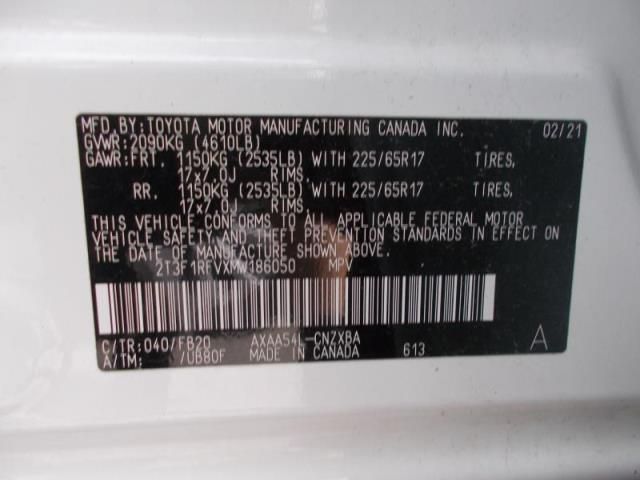 MFD.BY:TOYOTA MOTOR MANUFACTURING CANADA INC. 02/21
GVWR:2090KG (4610LB)
GAWR:FRT. 1150KG (2535LB) WITH 225/65R17 TIRES,
17x7.0J RIMS.
RR. 1150KG (2535LB) WITH 225/65R17 TIRES,
17x7.0J RIMS.
THIS VEHICLE CONFORMS TO ALL APPLICABLE FEDERAL MOTOR
VEHICLE SAFETY AND THEFT PREVENTION STANDARDS IN EFFECT ON
THE DATE OF MANUFACTURE SHOWN ABOVE.
2T3F1RFVXMW186050 MPV
C/TR:040/FB20 AXAA54L-CNZXBA A
A/TM: /UB80F MADE IN CANADA 613